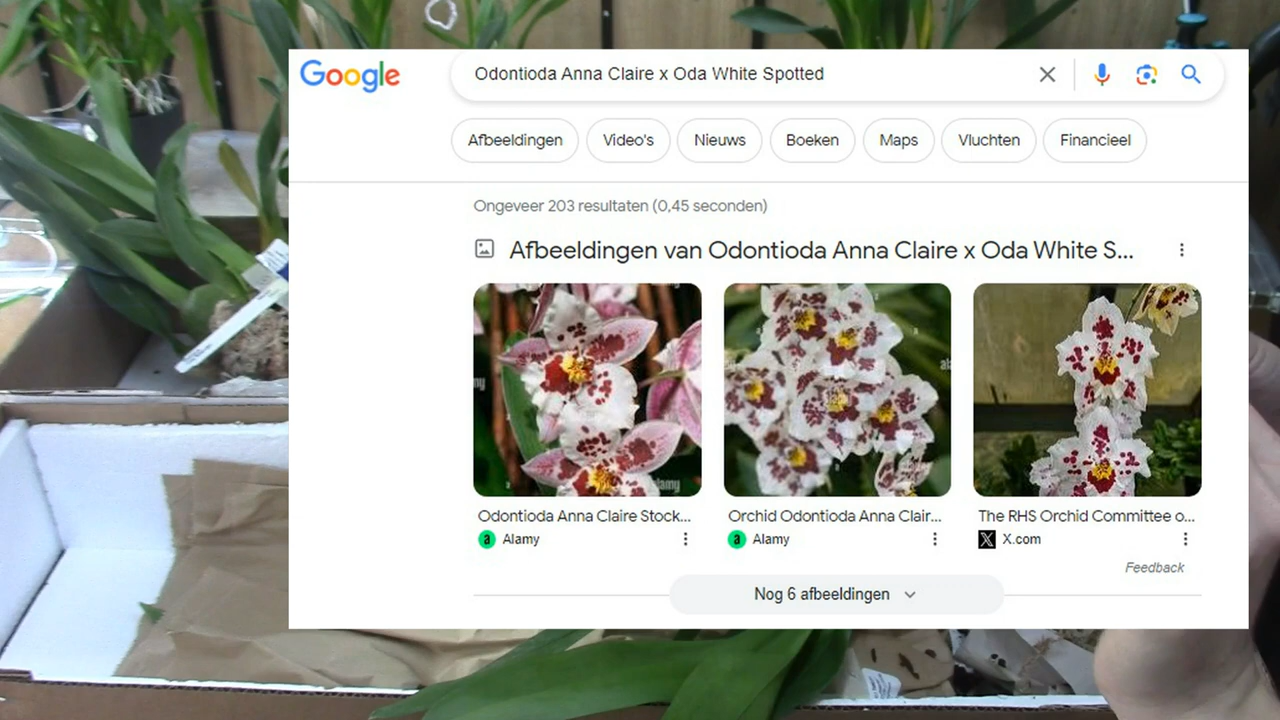 Google
Odontioda Anna Claire x Oda White Spotted
Afbeeldingen
Video's
Nieuws
Boeken
Maps
Vluchten
Financieel
Ongeveer 203 resultaten (0,45 seconden)
Afbeeldingen van Odontioda Anna Claire x Oda White S...
alamy
Odontioda Anna Claire Stock...
a Alamy
Orchid Odontioda Anna Clair...
a Alamy
The RHS Orchid Committee o...
X X.com
Feedback
Nog 6 afbeeldingen